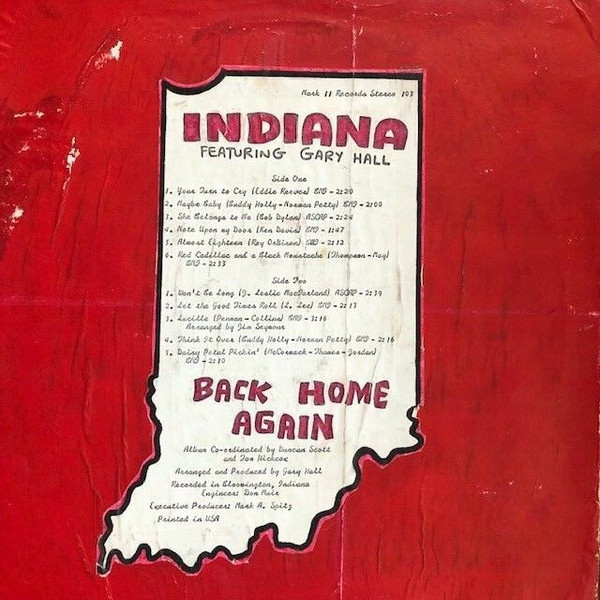 Mark II Records Stereo 103
INDIANA
FEATURING GARY HALL
Side One
1. Your Turn to Cry (Eddie Reeves) BMI - 2:20
2. Maybe Baby (Buddy Holly - Norman Petty) BMI - 2:00
3. She Belongs to Me (Bob Dylan) ASCAP - 2:24
4. Note Upon my Door (Ken Davis) BMI - 1:47
5. Almost Eighteen (Roy Orbison) BMI - 2:12
6. Red Cadillac and a Black Moustache (Thompson - May)
BMI - 2:33
Side Two
1. Won't Be Long (J. Leslie MacFarland) ASCAP - 2:39
2. Let the Good Times Roll (L. Lee) BMI - 2:13
3. Lucille (Penman - Collins) BMI - 3:16
Arranged by Jim Seymour
4. Think It Over (Buddy Holly - Norman Petty) BMI - 2:16
5. Daisy Petal Pickin' (McCormack - Thomas - Jordan)
BMI - 2:10
BACK HOME
AGAIN
Album Co-ordinated by Duncan Scott
and Tom Hickcox
Arranged and Produced by Gary Hall
Recorded in Bloomington, Indiana
Engineer: Don Muir
Executive Producer: Mark A. Spitz
Printed in USA